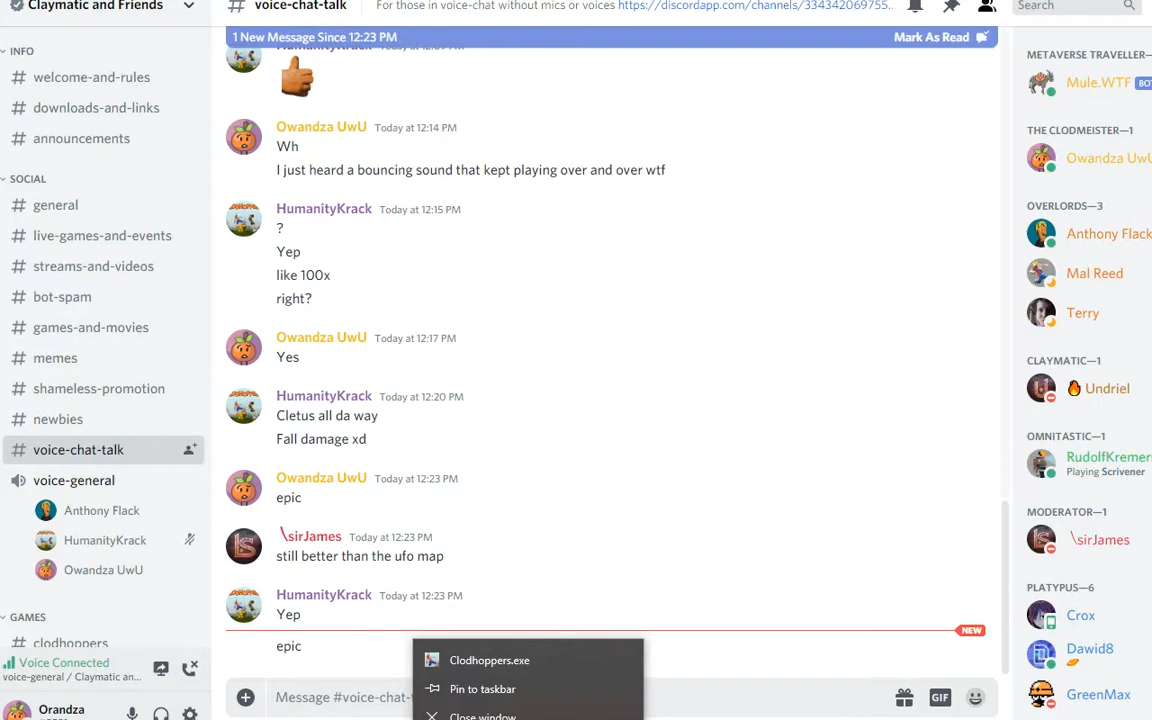 Claymatic and Friends
INFO
welcome-and-rules
downloads-and-links
announcements
SOCIAL
general
live-games-and-events
streams-and-videos
bot-spam
games-and-movies
memes
shameless-promotion
newbies
voice-chat-talk
voice-general
Anthony Flack
HumanityKrack
Owandza UwU
GAMES
clodhoppers
Voice Connected
voice-general / Claymatic an...
Orandza
voice-chat-talk
For those in voice-chat without mics or voices https://discordapp.com/channels/334342069755...
Search
1 New Message Since 12:23 PM
Mark As Read
HumanityKrack
Owandza UwU Today at 12:14 PM
Wh
I just heard a bouncing sound that kept playing over and over wtf
HumanityKrack Today at 12:15 PM
?
Yep
like 100x
right?
Owandza UwU Today at 12:17 PM
Yes
HumanityKrack Today at 12:20 PM
Cletus all da way
Fall damage xd
Owandza UwU Today at 12:23 PM
epic
\sirJames Today at 12:23 PM
still better than the ufo map
HumanityKrack Today at 12:23 PM
Yep
NEW
epic
Clodhoppers.exe
Pin to taskbar
Close window
Message #voice-chat-t
GIF
METAVERSE TRAVELLER—
Mule.WTF BOT
THE CLODMEISTER—1
Owandza UwU
OVERLORDS—3
Anthony Flack
Mal Reed
Terry
CLAYMATIC—1
Undriel
OMNITASTIC—1
RudolfKremers
Playing Scrivener
MODERATOR—1
\sirJames
PLATYPUS—6
Crox
Dawid8
GreenMax